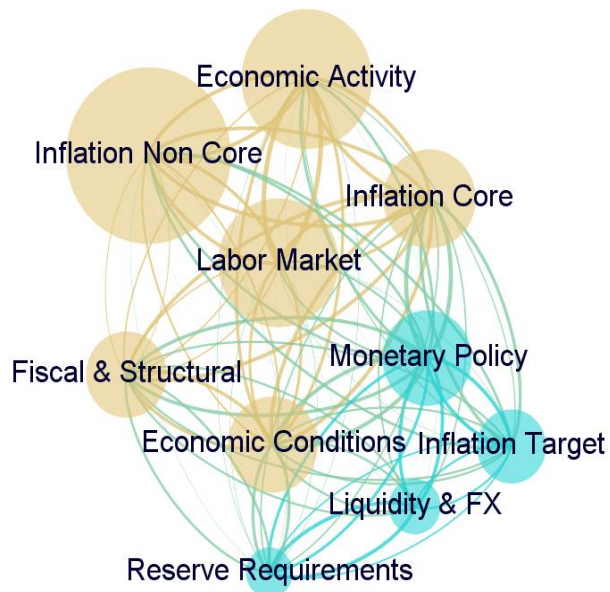 Economic Activity
Inflation Non Core
Inflation Core
Labor Market
Monetary Policy
Fiscal & Structural
Economic Conditions
Inflation Target
Liquidity & FX
Reserve Requirements